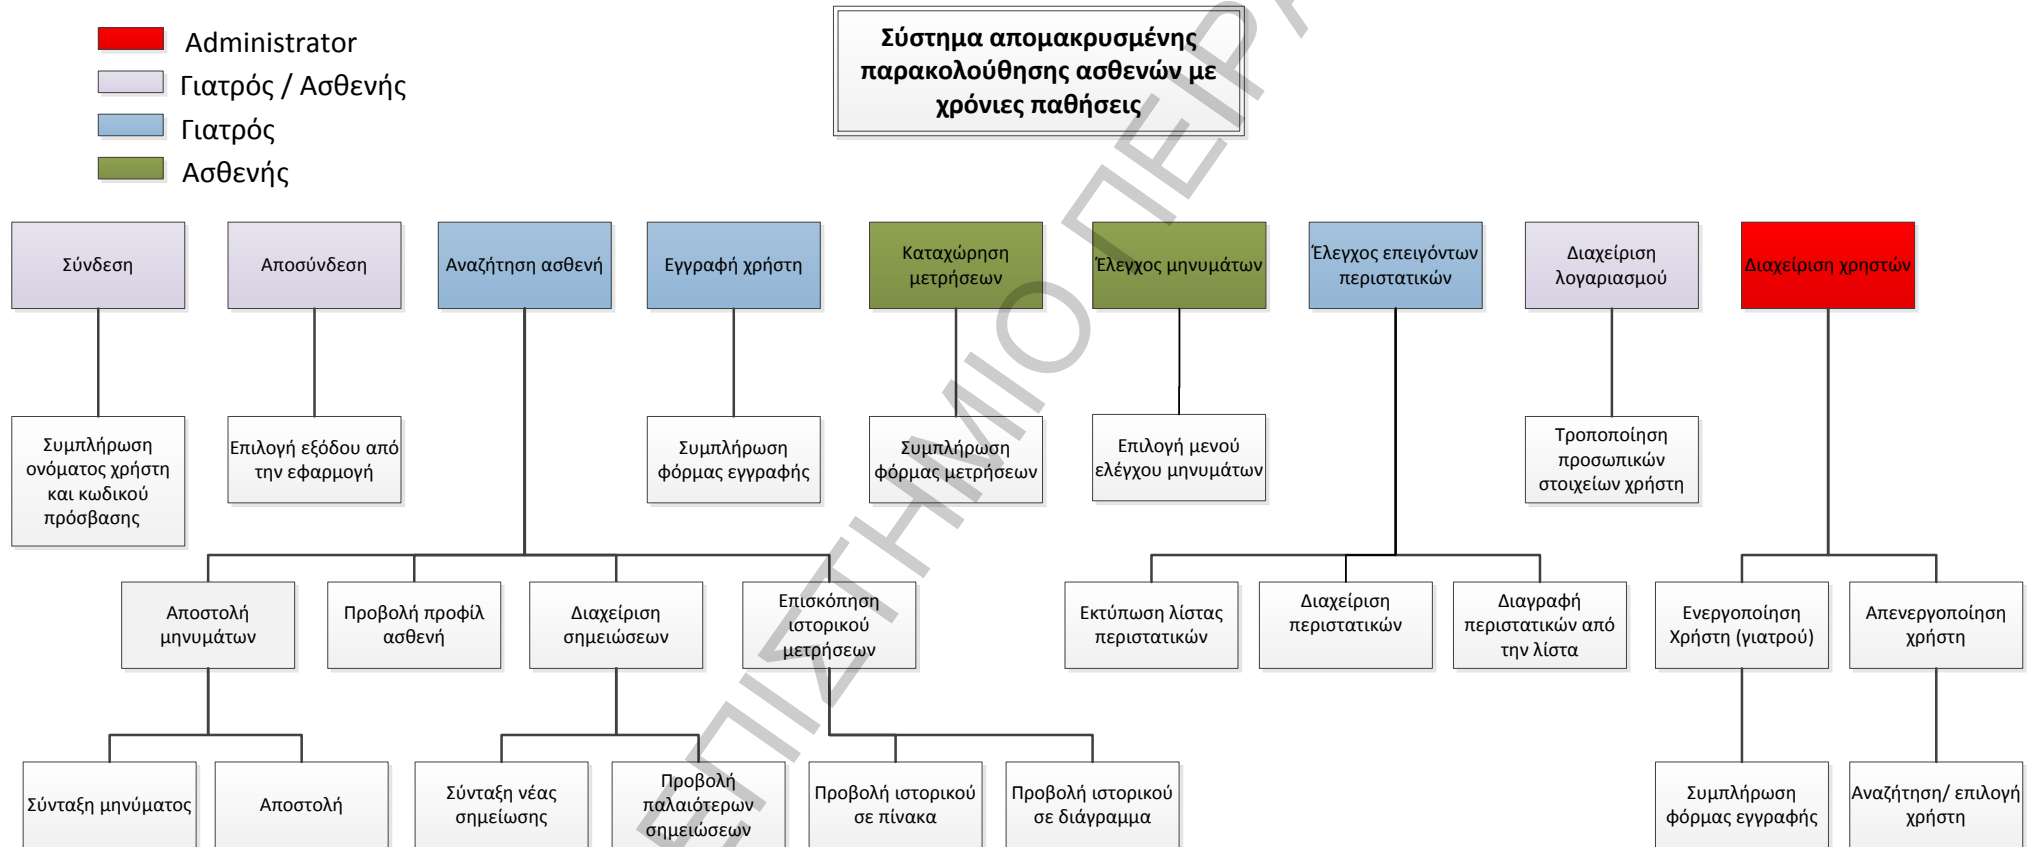 Administrator
Γιατρός / Ασθενής
Γιατρός
Ασθενής
Σύστημα απομακρυσμένης
παρακολούθησης ασθενών με
χρόνιες παθήσεις
Σύνδεση
Αποσύνδεση
Αναζήτηση ασθενή
Εγγραφή χρήστη
Καταχώρηση
μετρήσεων
Έλεγχος μηνυμάτων
Έλεγχος επειγόντων
περιστατικών
Διαχείριση
λογαριασμού
Διαχείριση χρηστών
Συμπλήρωση
ονόματος χρήστη
και κωδικού
πρόσβασης
Επιλογή εξόδου από
την εφαρμογή
Συμπλήρωση
φόρμας εγγραφής
Συμπλήρωση
φόρμας μετρήσεων
Επιλογή μενού
ελέγχου μηνυμάτων
Τροποποίηση
προσωπικών
στοιχείων χρήστη
Αποστολή
μηνυμάτων
Προβολή προφίλ
ασθενή
Διαχείριση
σημειώσεων
Επισκόπηση
ιστορικού
μετρήσεων
Εκτύπωση λίστας
περιστατικών
Διαχείριση
περιστατικών
Διαγραφή
περιστατικών από
την λίστα
Ενεργοποίηση
Χρήστη (γιατρού)
Απενεργοποίηση
χρήστη
Σύνταξη μηνύματος
Αποστολή
Σύνταξη νέας
σημείωσης
Προβολή
παλαιότερων
σημειώσεων
Προβολή ιστορικού
σε πίνακα
Προβολή ιστορικού
σε διάγραμμα
Συμπλήρωση
φόρμας εγγραφής
Αναζήτηση/ επιλογή
χρήστη
ΕΠΙΣΤΗΜΙΟ ΠΕΙΡΑ